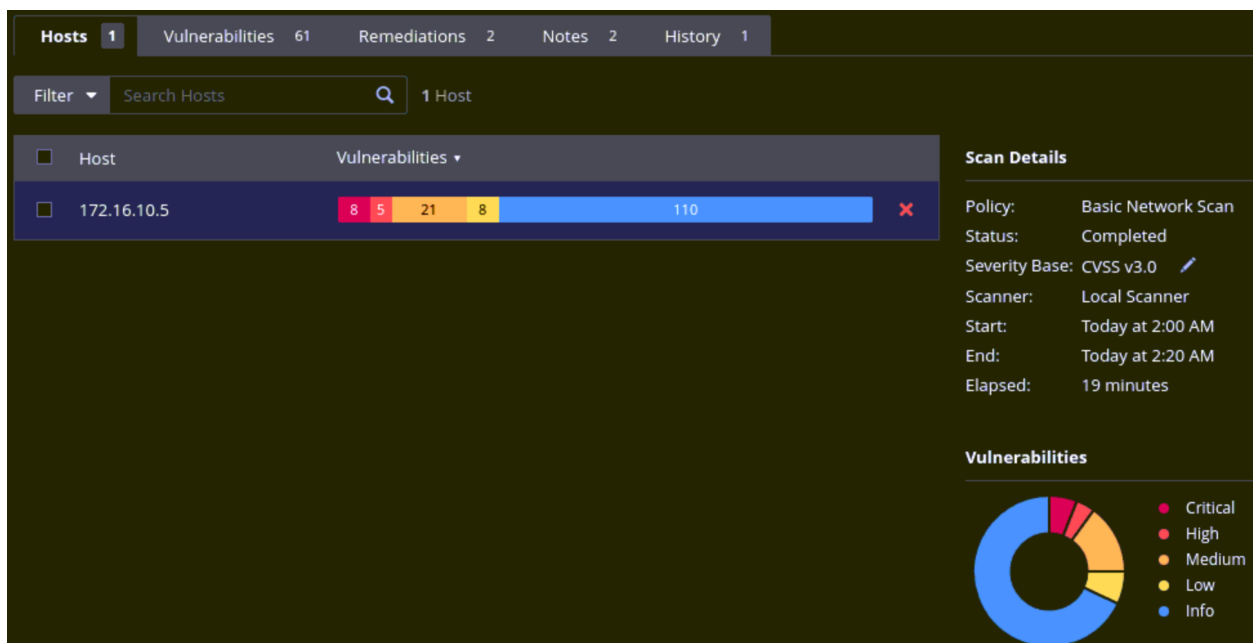 Hosts 1 Vulnerabilities 61 Remediations 2 Notes 2 History 1
Filter Search Hosts 1 Host
Host Vulnerabilities
172.16.10.5 8 5 21 8 110
Scan Details
Policy: Basic Network Scan
Status: Completed
Severity Base: CVSS v3.0
Scanner: Local Scanner
Start: Today at 2:00 AM
End: Today at 2:20 AM
Elapsed: 19 minutes
Vulnerabilities
Critical
High
Medium
Low
Info